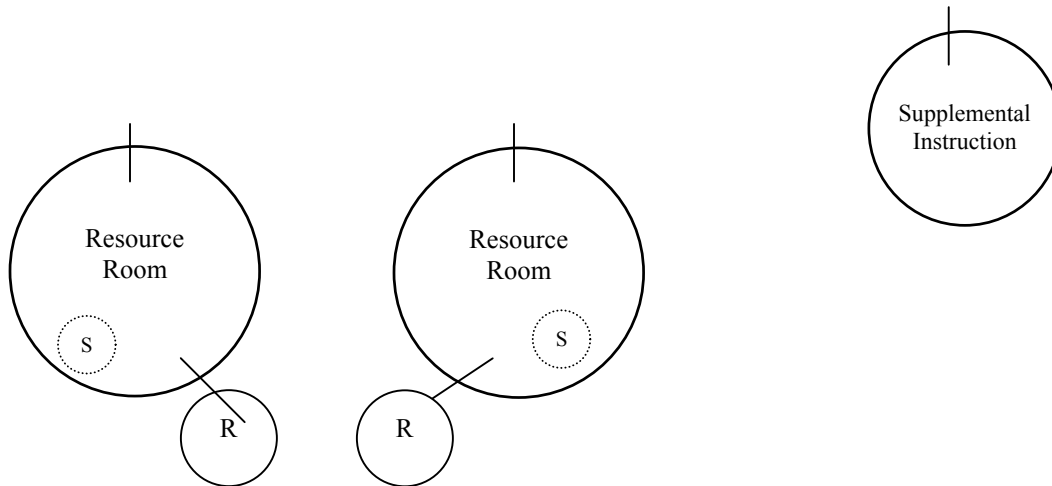 Supplemental
Instruction
Resource
Room
Resource
Room
S
S
R
R